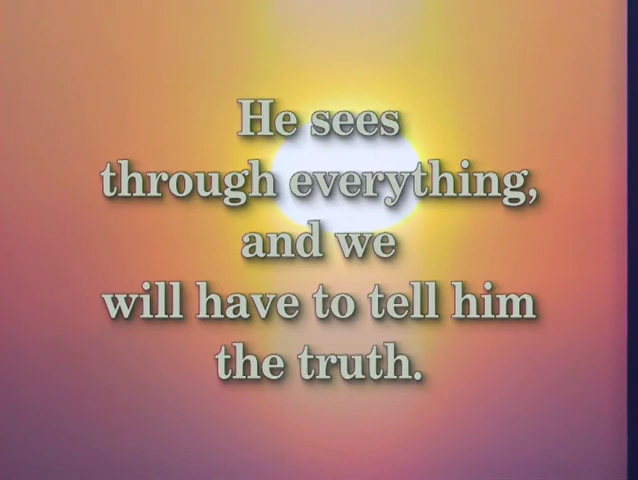 He sees
through everything,
and we
will have to tell him
the truth.